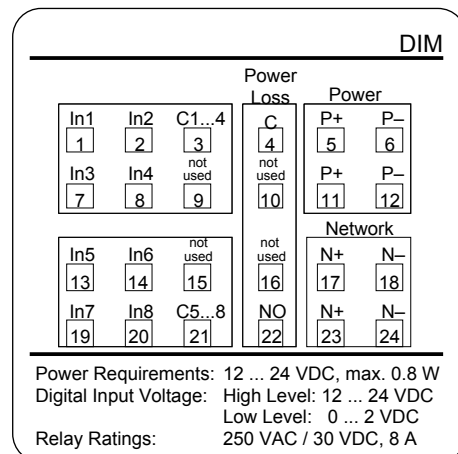 DIM
Power
Loss Power
In1 In2 C1...4 C P+ P–
1 2 3 4 5 6
In3 In4 not used not used P+ P–
7 8 9 10 11 12
Network
In5 In6 not used not used N+ N–
13 14 15 16 17 18
In7 In8 C5...8 NO N+ N–
19 20 21 22 23 24
Power Requirements: 12 ... 24 VDC, max. 0.8 W
Digital Input Voltage: High Level: 12 ... 24 VDC
Low Level: 0 ... 2 VDC
Relay Ratings: 250 VAC / 30 VDC, 8 A